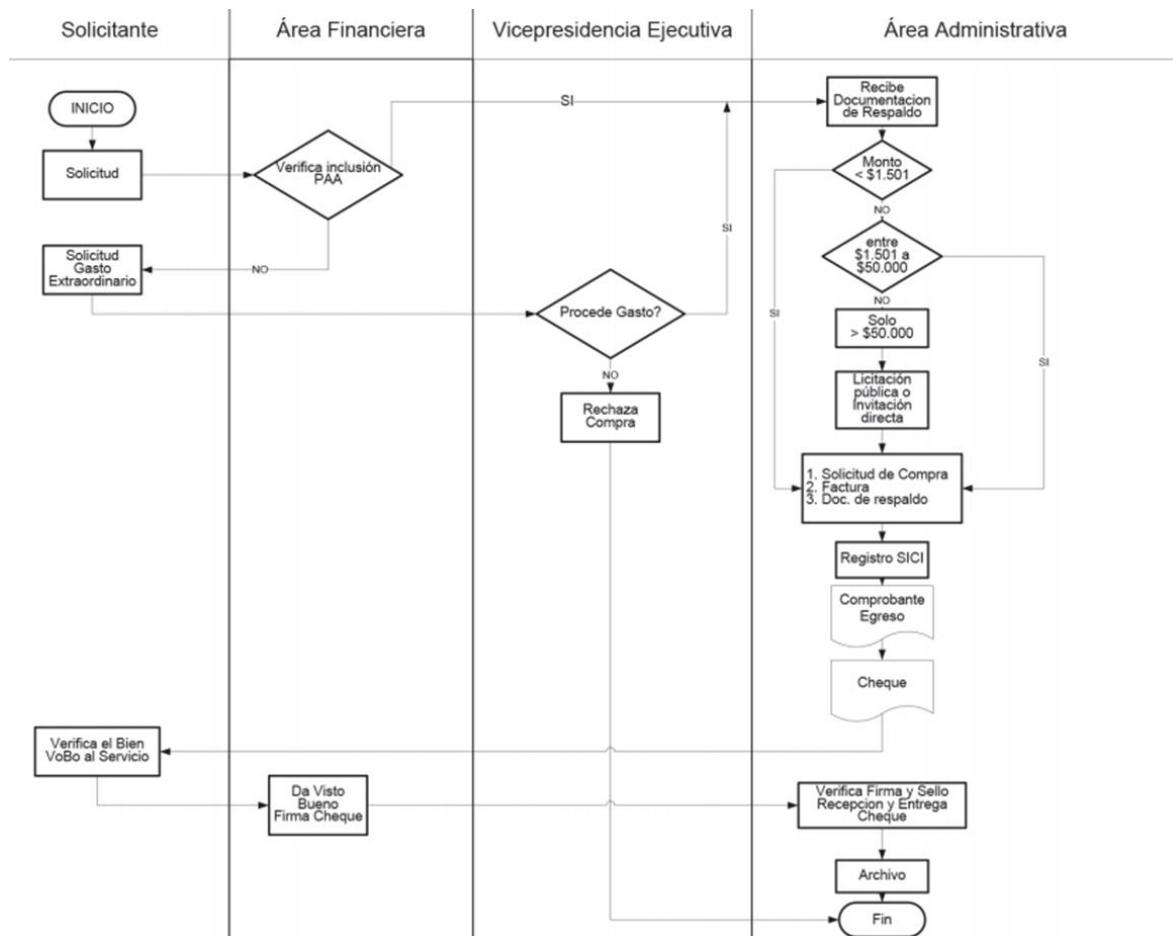 Solicitante
Área Financiera
Vicepresidencia Ejecutiva
Área Administrativa
INICIO
Solicitud
Verifica inclusión
PAA
SI
Recibe
Documentacion
de Respaldo
Monto
< $1.501
NO
entre
$1.501 a
$50.000
SI
NO
Solo
> $50.000
SI
Licitación
pública o
Invitación
directa
Solicitud
Gasto
Extraordinario
NO
Procede Gasto?
SI
NO
Rechaza
Compra
1. Solicitud de Compra
2. Factura
3. Doc. de respaldo
Registro SICI
Comprobante
Egreso
Cheque
Verifica el Bien
VoBo al Servicio
Da Visto
Bueno
Firma Cheque
Verifica Firma y Sello
Recepcion y Entrega
Cheque
Archivo
Fin